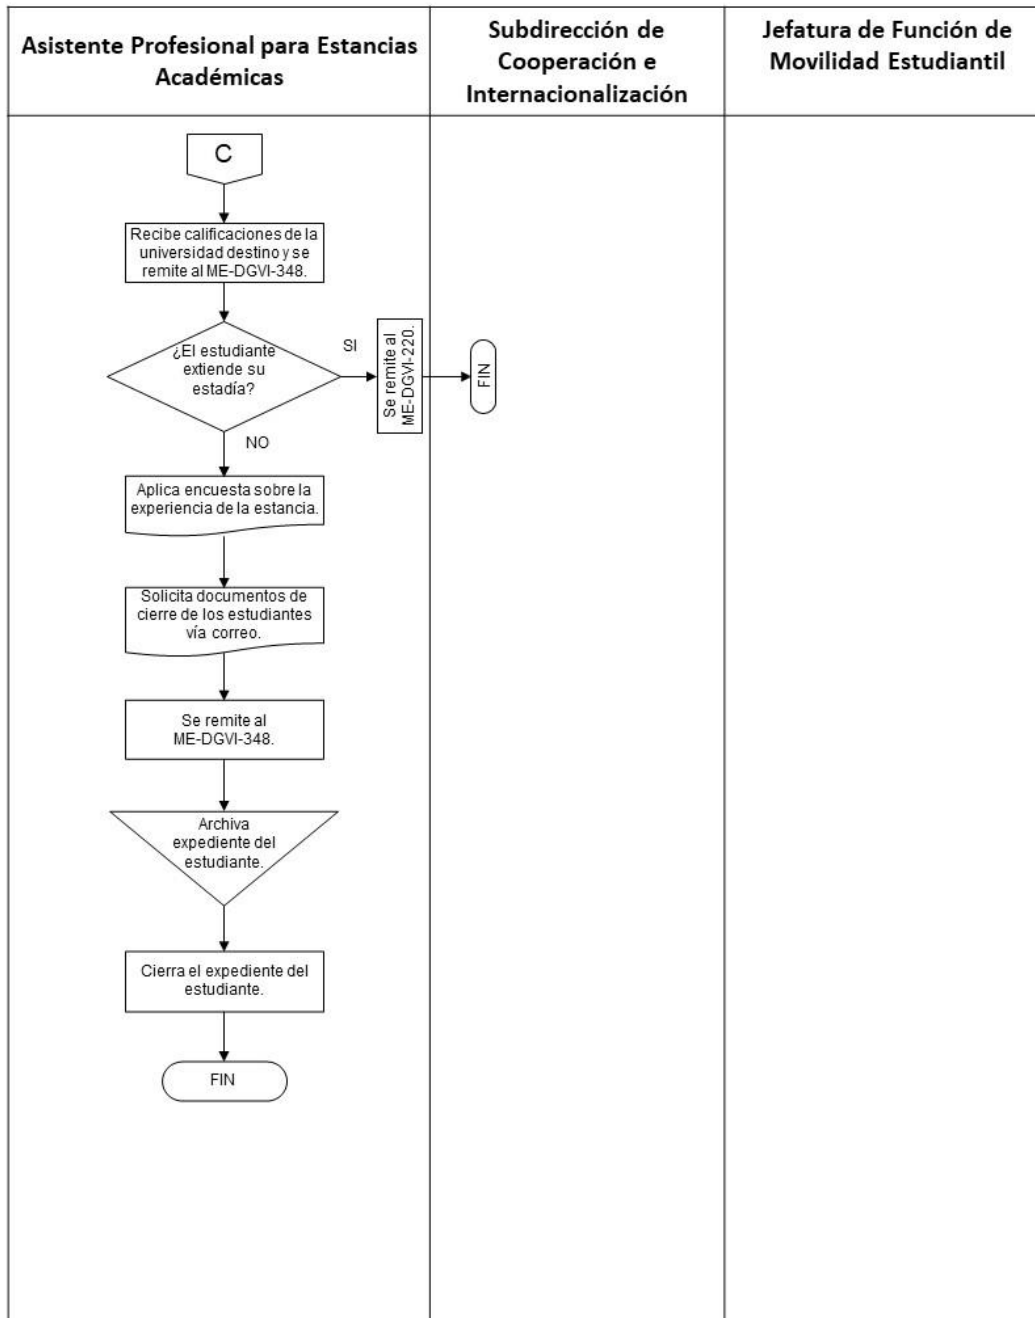 Asistente Profesional para Estancias
Académicas
Subdirección de
Cooperación e
Internacionalización
Jefatura de Función de
Movilidad Estudiantil
C
Recibe calificaciones de la
universidad destino y se
remite al ME-DGVI-348.
¿El estudiante
extiende su
estadía?
SI
Se remite al
ME-DGVI-220.
FIN
NO
Aplica encuesta sobre la
experiencia de la estancia.
Solicita documentos de
cierre de los estudiantes
vía correo.
Se remite al
ME-DGVI-348.
Archiva
expediente del
estudiante.
Cierra el expediente del
estudiante.
FIN